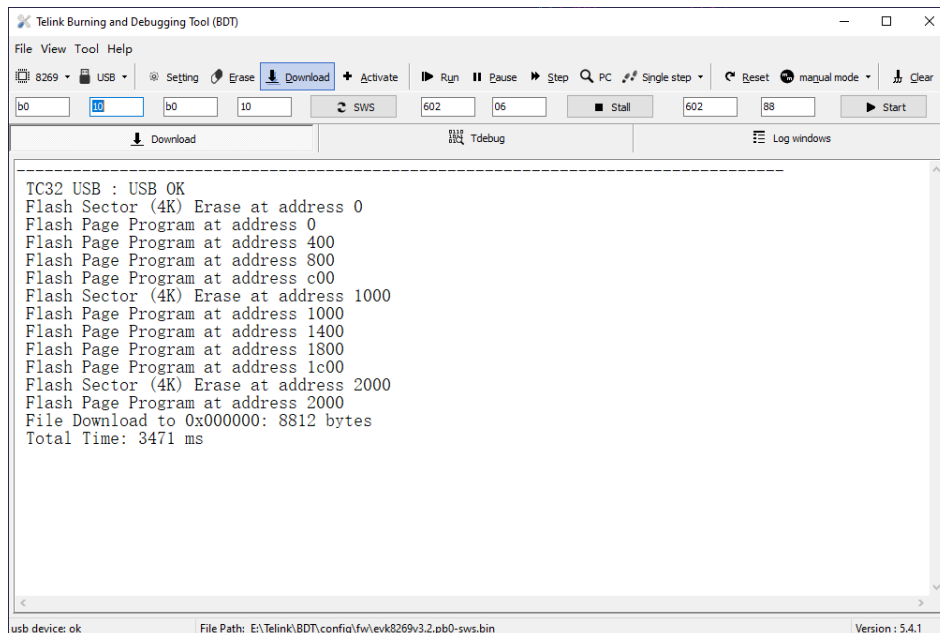 Telink Burning and Debugging Tool (BDT)
File View Tool Help
8269 USB Setting Erase Download Activate Run Pause Step PC Single step Reset manual mode Clear
b0 10 b0 10 SWS 602 06 Stall 602 88 Start
Download Tdebug Log windows
TC32 USB : USB OK
Flash Sector (4K) Erase at address 0
Flash Page Program at address 0
Flash Page Program at address 400
Flash Page Program at address 800
Flash Page Program at address c00
Flash Sector (4K) Erase at address 1000
Flash Page Program at address 1000
Flash Page Program at address 1400
Flash Page Program at address 1800
Flash Page Program at address 1c00
Flash Sector (4K) Erase at address 2000
Flash Page Program at address 2000
File Download to 0x000000: 8812 bytes
Total Time: 3471 ms
usb device: ok File Path: E:\Telink\BDT\config\fw\evk8269v3.2.pb0-sws.bin Version : 5.4.1